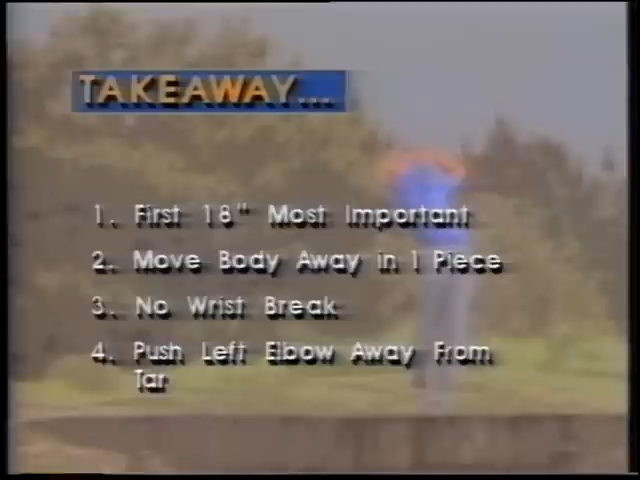 TAKEAWAY...
1. First 18" Most Important
2. Move Body Away in 1 Piece
3. No Wrist Break
4. Push Left Elbow Away From
Tar